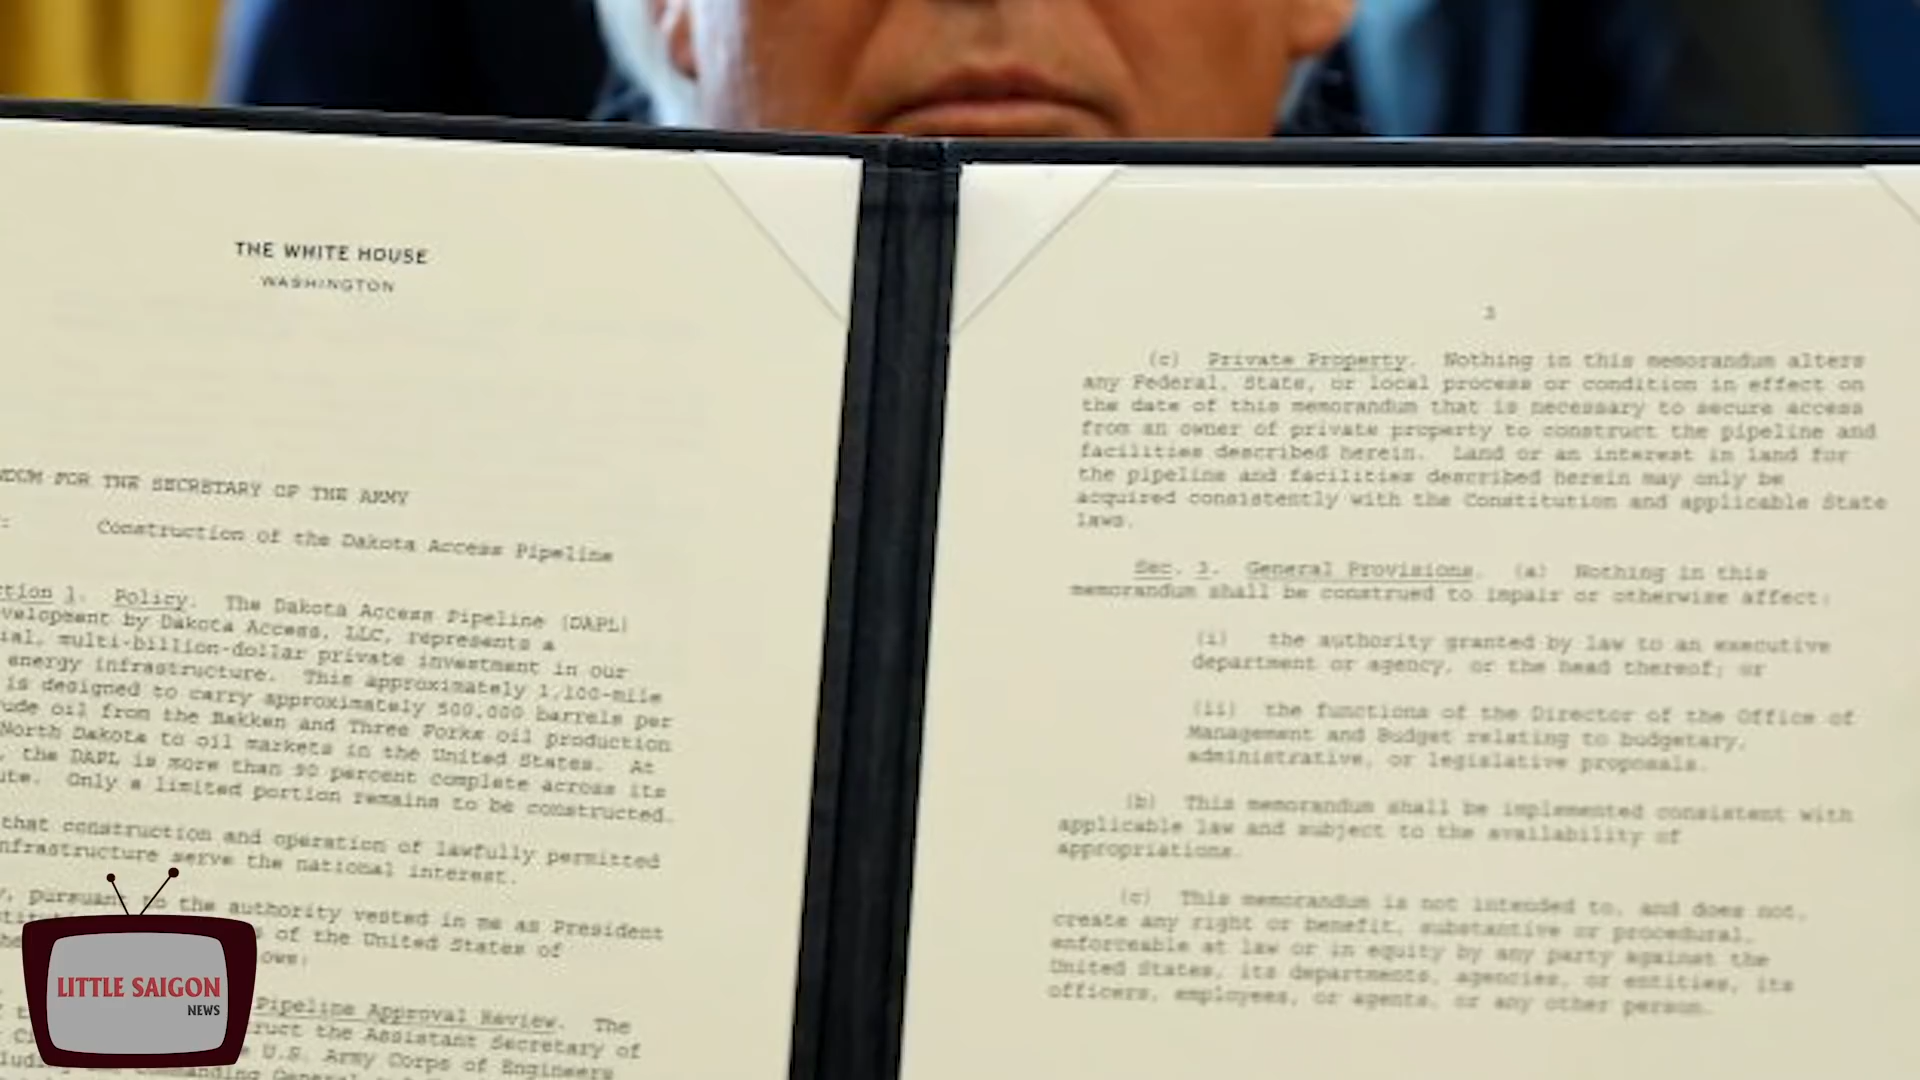 THE WHITE HOUSE
WASHINGTON
FOR THE SECRETARY OF THE ARMY
Construction of the Dakota Access Pipeline
1. Policy. The Dakota Access Pipeline (DAPL)
by Dakota Access, LLC, represents a
multi-billion-dollar private investment in our
energy infrastructure. This approximately 1,100-mile
is designed to carry approximately 500,000 barrels per
oil from the Bakken and Three Forks oil production
North Dakota to oil markets in the United States. At
the DAPL is more than 90 percent complete across its
Only a limited portion remains to be constructed.
that construction and operation of lawfully permitted
serve the national interest.
pursuant to the authority vested in me as President
of the United States of
Pipeline Approval Review. The
the Assistant Secretary of
U.S. Army Corps of Engineers
3
(c) Private Property. Nothing in this memorandum alters
any Federal, State, or local process or condition in effect on
the date of this memorandum that is necessary to secure access
from an owner of private property to construct the pipeline and
facilities described herein. Land or an interest in land for
the pipeline and facilities described herein may only be
acquired consistently with the Constitution and applicable State
laws.
Sec. 3. General Provisions. (a) Nothing in this
memorandum shall be construed to impair or otherwise affect:
(i) the authority granted by law to an executive
department or agency, or the head thereof; or
(ii) the functions of the Director of the Office of
Management and Budget relating to budgetary,
administrative, or legislative proposals.
(b) This memorandum shall be implemented consistent with
applicable law and subject to the availability of
appropriations.
(c) This memorandum is not intended to, and does not,
create any right or benefit, substantive or procedural,
enforceable at law or in equity by any party against the
United States, its departments, agencies, or entities, its
officers, employees, or agents, or any other person.
LITTLE SAIGON
NEWS